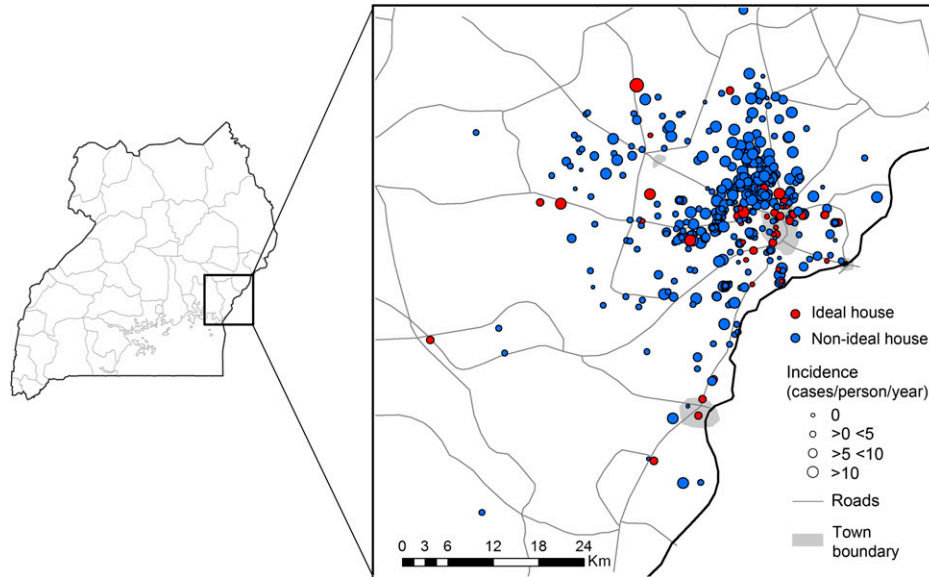 Ideal house
Non-ideal house
Incidence
(cases/person/year)
0
>0 <5
>5 <10
>10
Roads
Town
boundary
0 3 6 12 18 24
Km